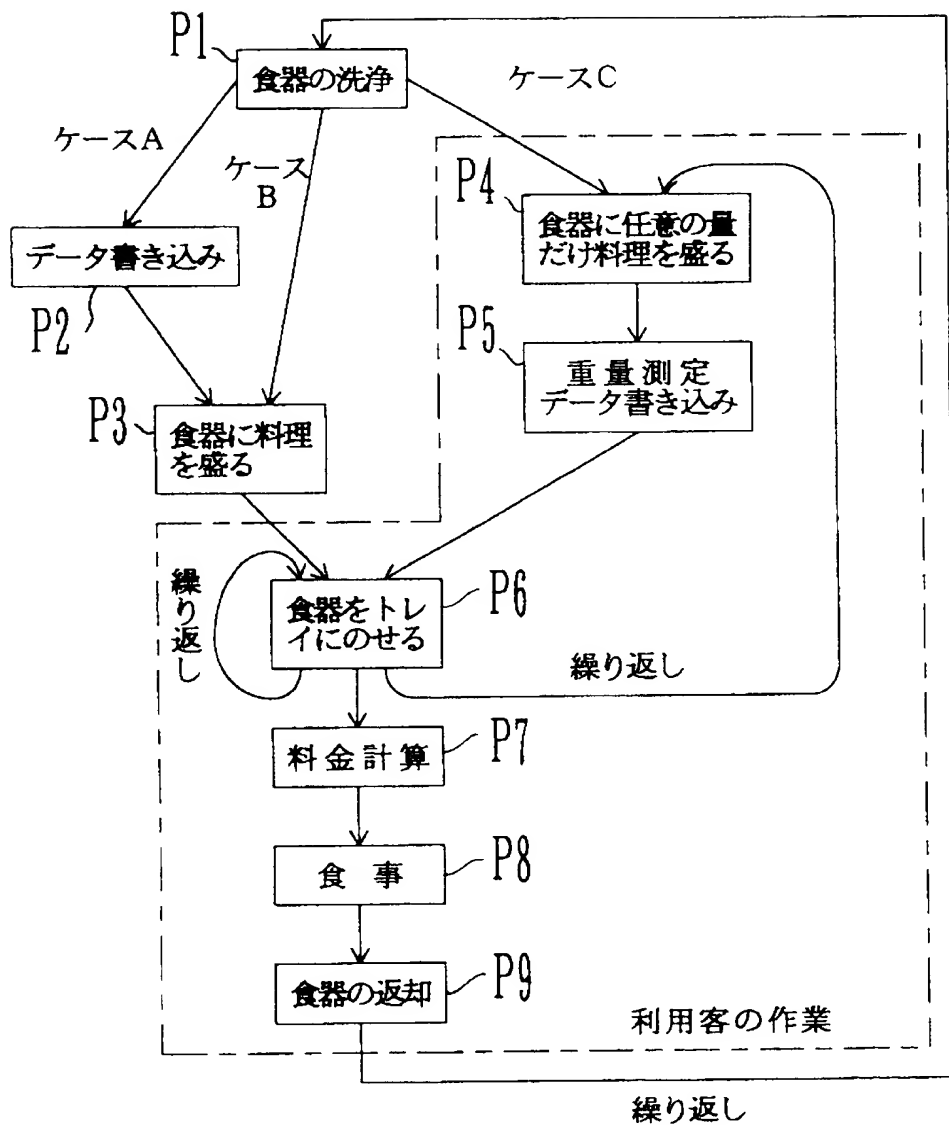 P1
食器の洗浄
ケースC
ケースA
ケース
B
P4
食器に任意の量
だけ料理を盛る
データ書き込み
P2
P5
重量測定
データ書き込み
P3
食器に料理
を盛る
繰り返し
食器をトレ
イにのせる
P6
繰り返し
料金計算
P7
食事
P8
食器の返却
P9
利用客の作業
繰り返し